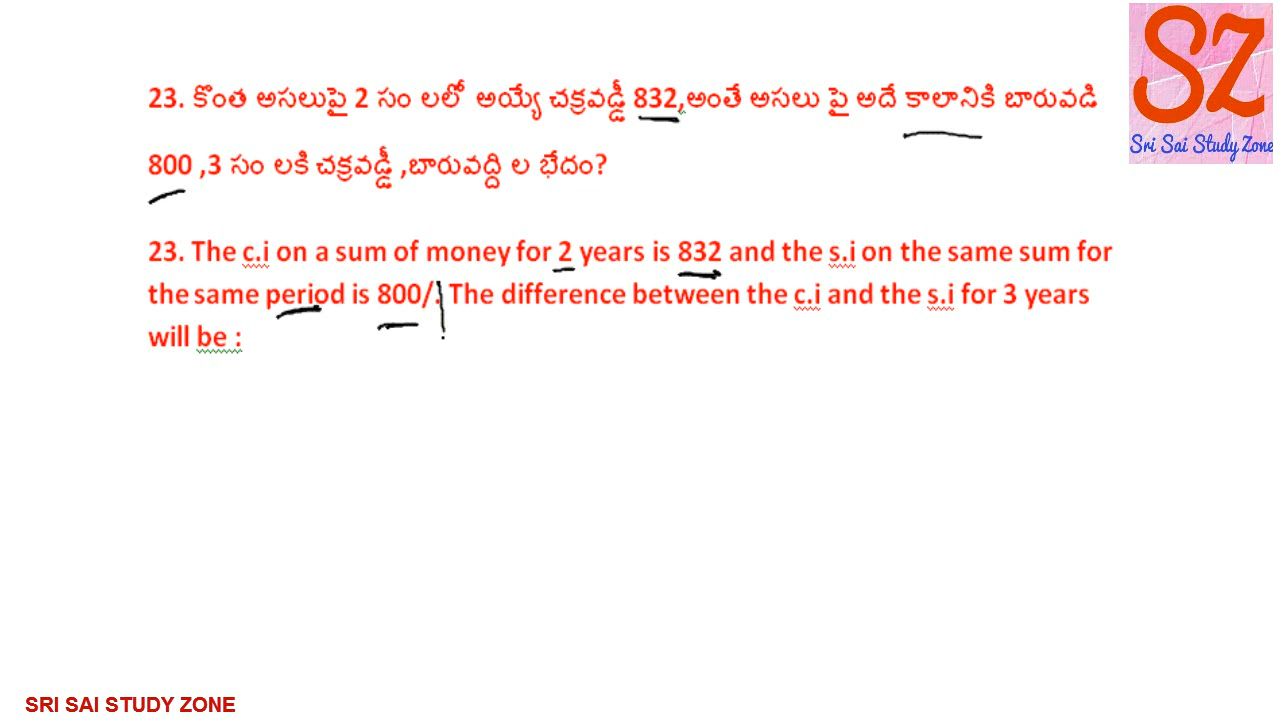 SZ
Sri Sai Study Zone
23. కొంత అసలుపై 2 సం లలో అయ్యే చక్రవడ్డీ 832,అంతే అసలు పై అదే కాలానికి బారువడి
800 ,3 సం లకి చక్రవడ్డీ ,బారువద్ది ల భేదం?
23. The c.i on a sum of money for 2 years is 832 and the s.i on the same sum for
the same period is 800/. The difference between the c.i and the s.i for 3 years
will be :
SRI SAI STUDY ZONE